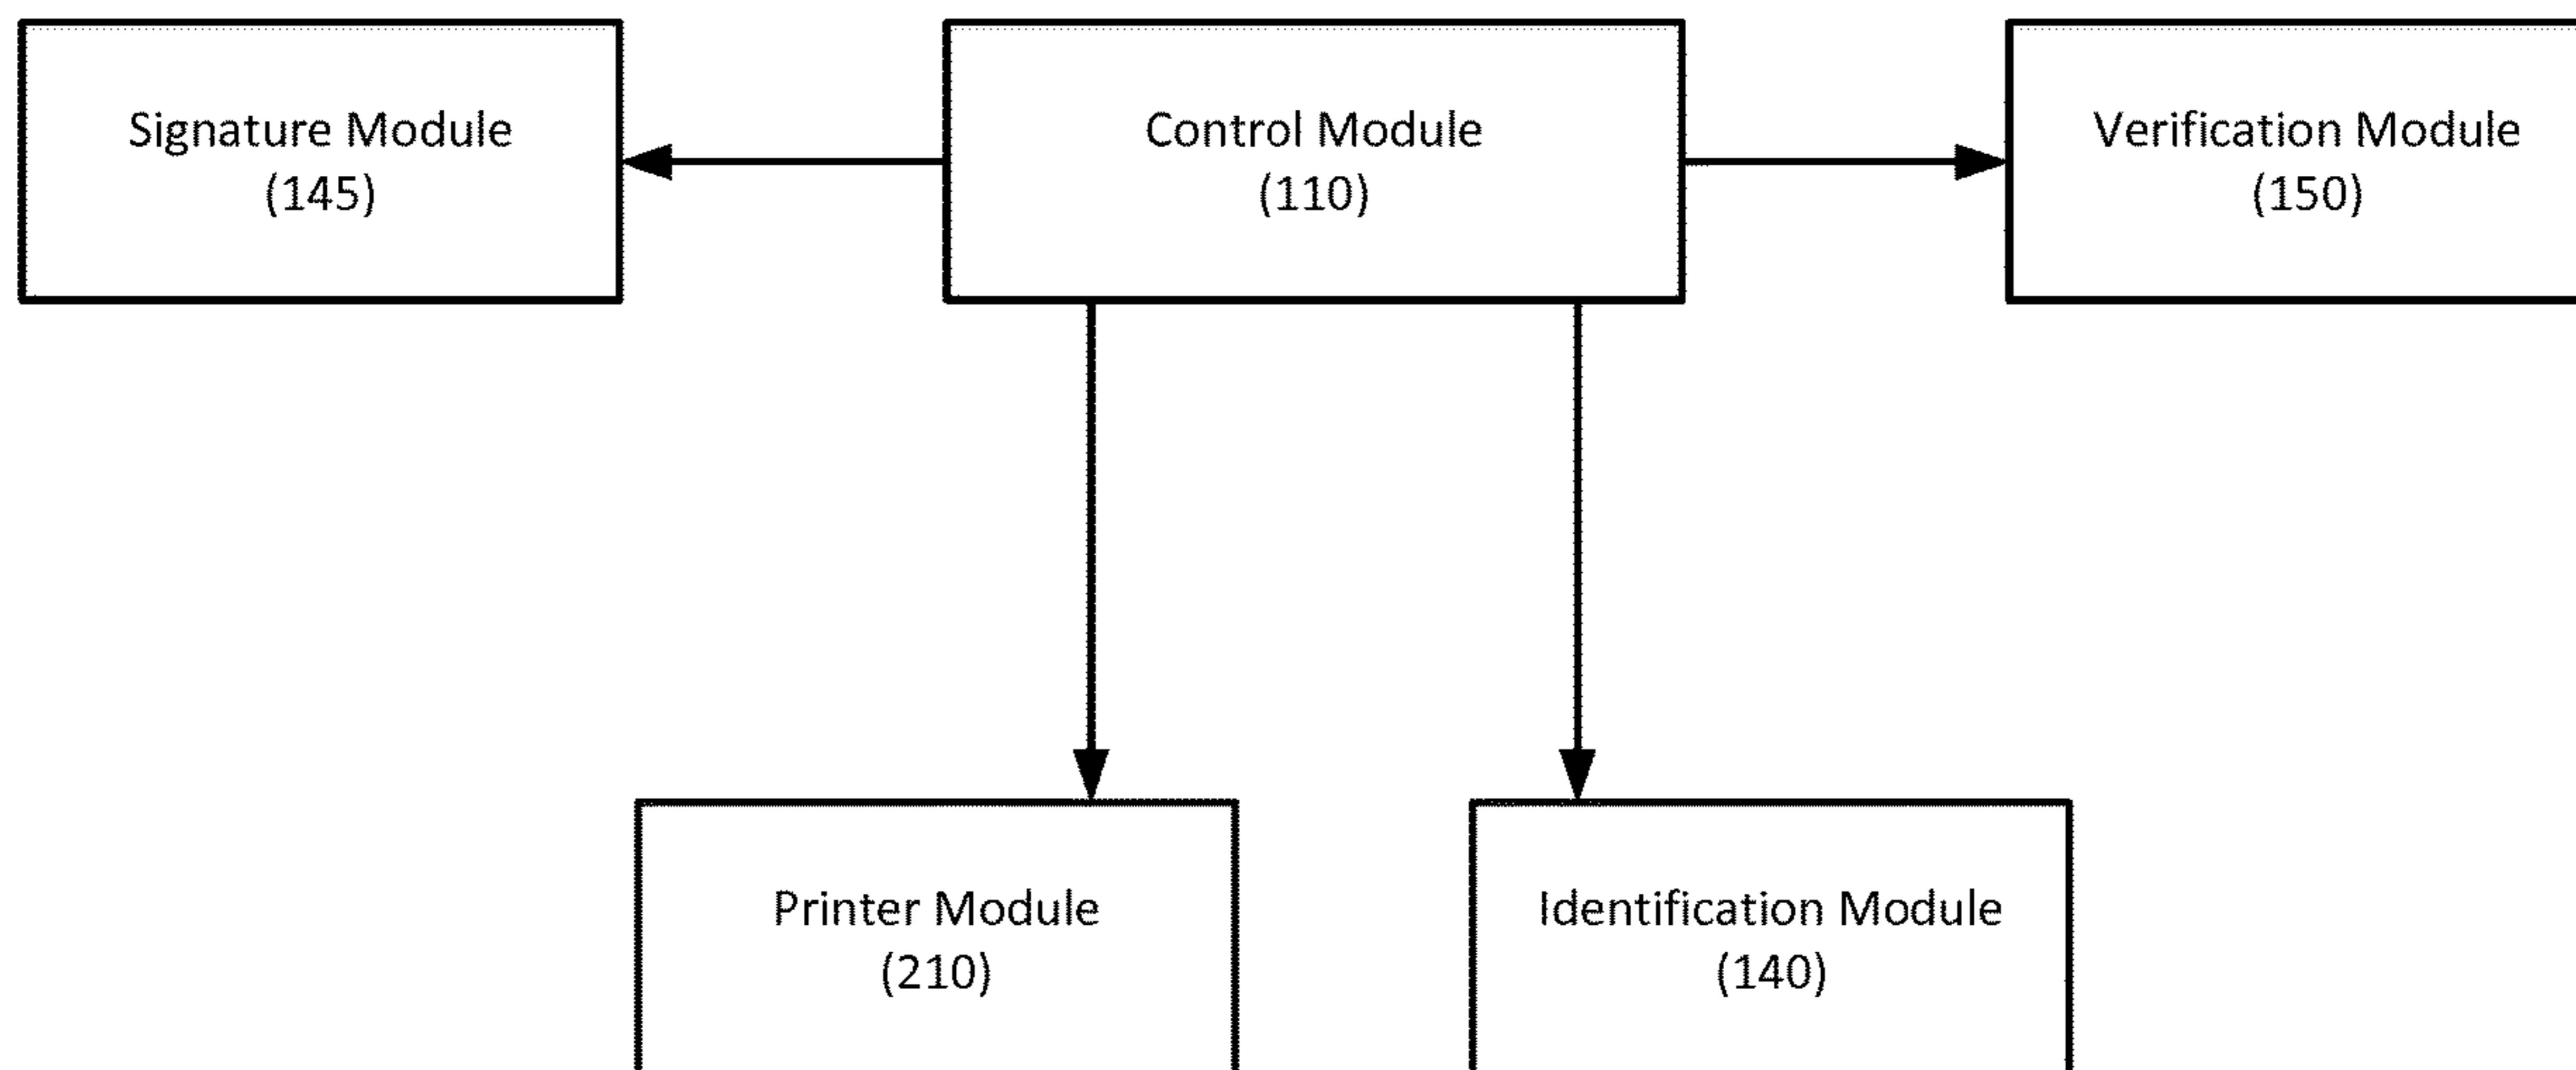 Signature Module
(145)
Control Module
(110)
Verification Module
(150)
Printer Module
(210)
Identification Module
(140)